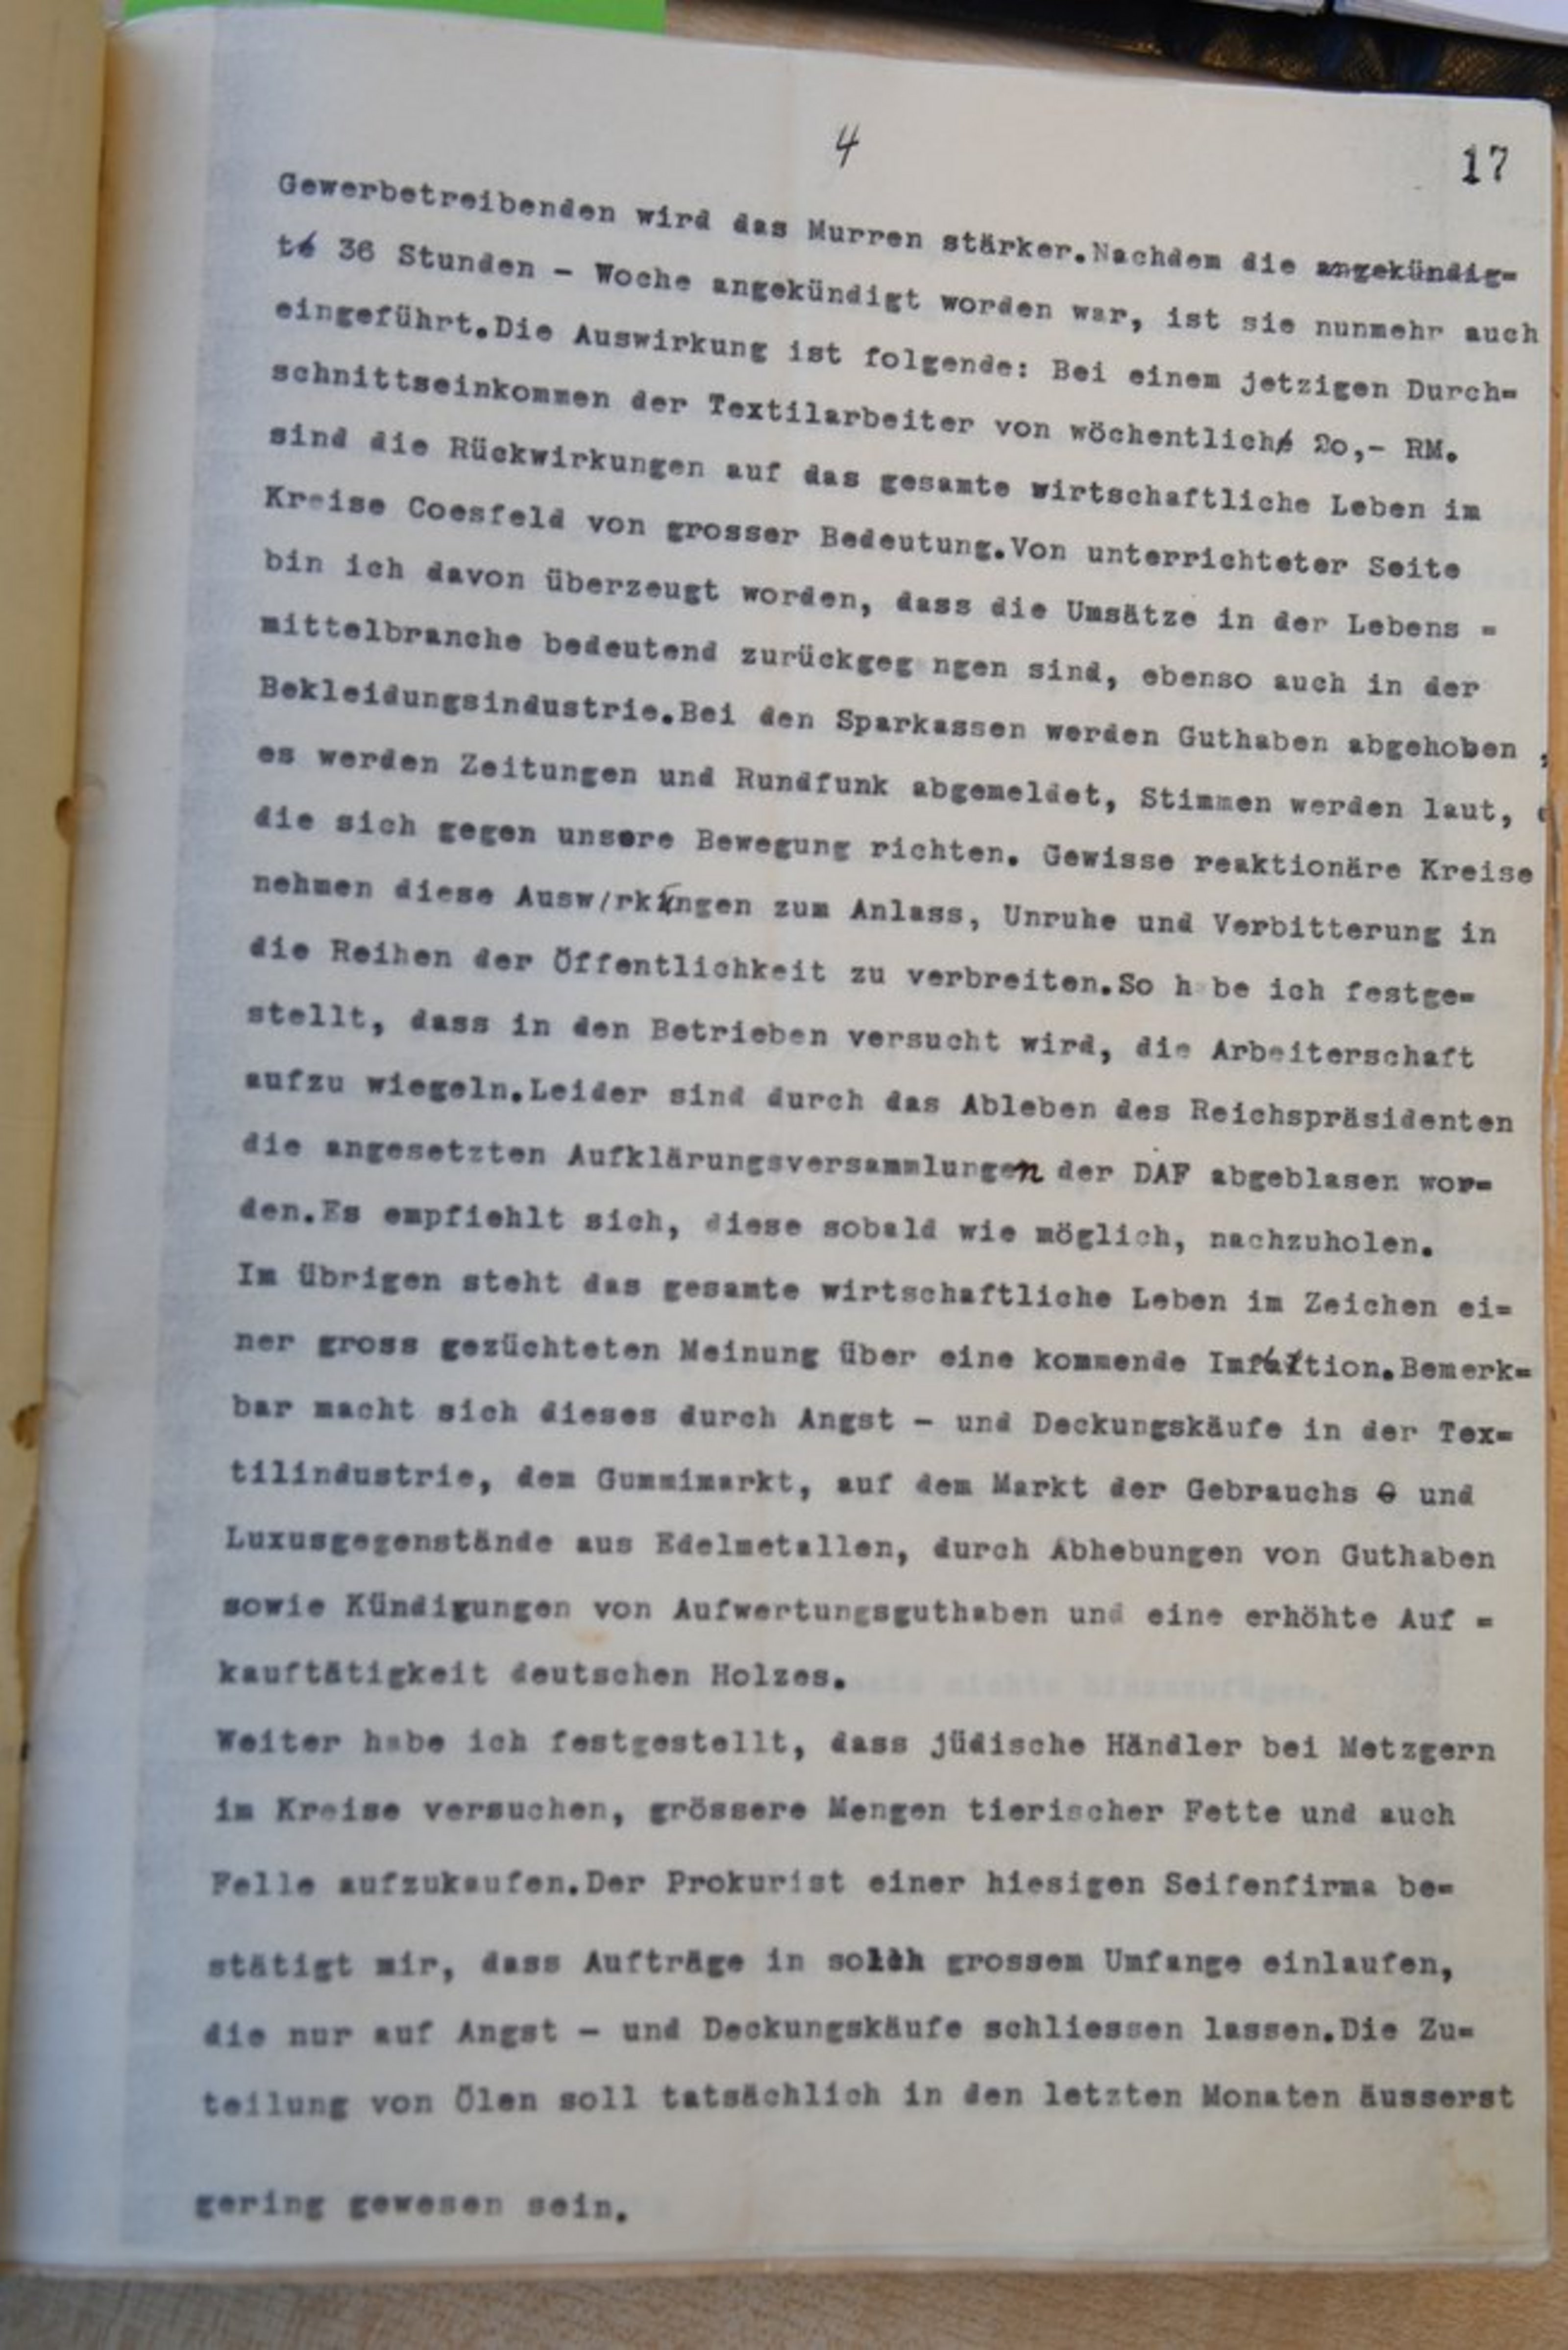 4
17
Gewerbetreibenden wird das Murren stärker.Nachdem die angekündig=
te 36 Stunden - Woche angekündigt worden war, ist sie nunmehr auch
eingeführt.Die Auswirkung ist folgende: Bei einem jetzigen Durch=
schnittseinkommen der Textilarbeiter von wöchentliche 20,- RM.
sind die Rückwirkungen auf das gesamte wirtschaftliche Leben im
Kreise Coesfeld von grosser Bedeutung.Von unterrichteter Seite
bin ich davon überzeugt worden, dass die Umsätze in der Lebens =
mittelbranche bedeutend zurückgeg ngen sind, ebenso auch in der
Bekleidungsindustrie.Bei den Sparkassen werden Guthaben abgehoben ,
es werden Zeitungen und Rundfunk abgemeldet, Stimmen werden laut,
die sich gegen unsere Bewegung richten. Gewisse reaktionäre Kreise
nehmen diese Auswirkingen zum Anlass, Unruhe und Verbitterung in
die Reihen der Öffentlichkeit zu verbreiten.So habe ich festge=
stellt, dass in den Betrieben versucht wird, die Arbeiterschaft
aufzu wiegeln.Leider sind durch das Ableben des Reichspräsidenten
die angesetzten Aufklärungsversammlungen der DAF abgeblasen wor=
den.Es empfiehlt sich, diese sobald wie möglich, nachzuholen.
Im übrigen steht das gesamte wirtschaftliche Leben im Zeichen ei=
ner gross gezüchteten Meinung über eine kommende .Bemerk=
bar macht sich dieses durch Angst - und Deckungskäufe in der Tex=
tilindustrie, dem Gummimarkt, auf dem Markt der Gebrauchs und
Luxusgegenstände aus Edelmetallen, durch Abhebungen von Guthaben
sowie Kündigungen von Aufwertungsguthaben und eine erhöhte Auf =
kauftätigkeit deutschen Holzes.
Weiter habe ich festgestellt, dass jüdische Händler bei Metzgern
im Kreise versuchen, grössere Mengen tierischer Fette und auch
Felle aufzukaufen.Der Prokurist einer hiesigen Seifenfirma be=
stätigt mir, dass Aufträge in solch grossem Umfange einlaufen,
die nur auf Angst - und Deckungskäufe schliessen lassen.Die Zu=
teilung von Ölen soll tatsächlich in den letzten Monaten äusserst
gering gewesen sein.